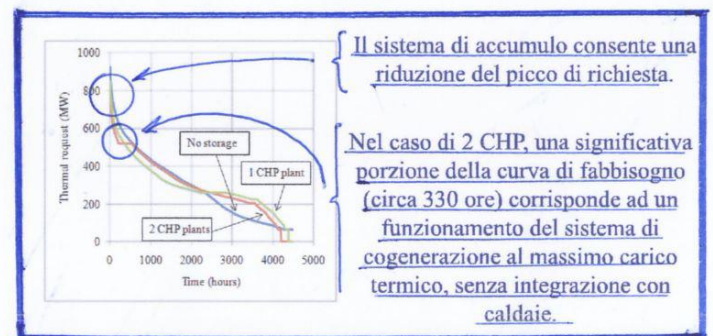 1000
800
600
400
200
0
Thermal request (MW)
No storage
1 CHP plant
2 CHP plants
0 1000 2000 3000 4000 5000
Time (hours)
Il sistema di accumulo consente una
riduzione del picco di richiesta.
Nel caso di 2 CHP, una significativa
porzione della curva di fabbisogno
(circa 330 ore) corrisponde ad un
funzionamento del sistema di
cogenerazione al massimo carico
termico, senza integrazione con
caldaie.